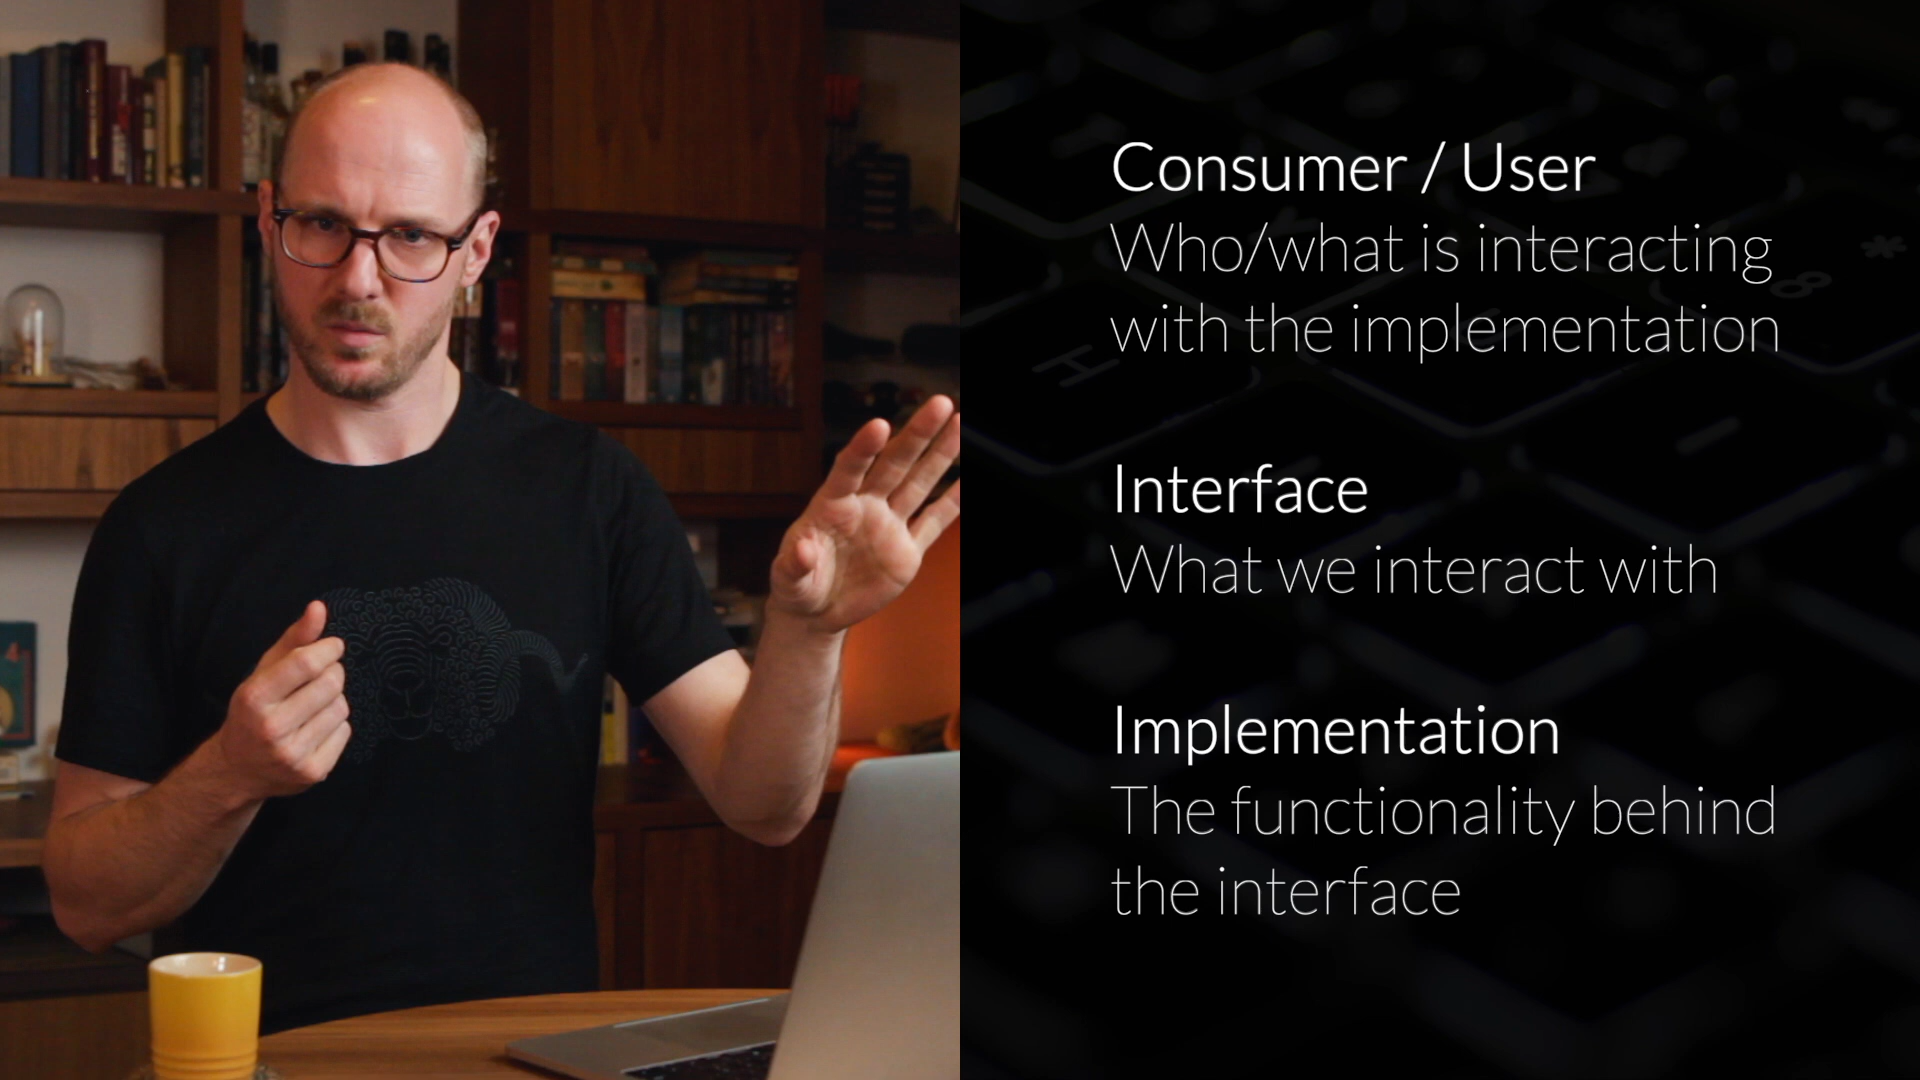 Consumer / User
Who/what is interacting
with the implementation
Interface
What we interact with
Implementation
The functionality behind
the interface